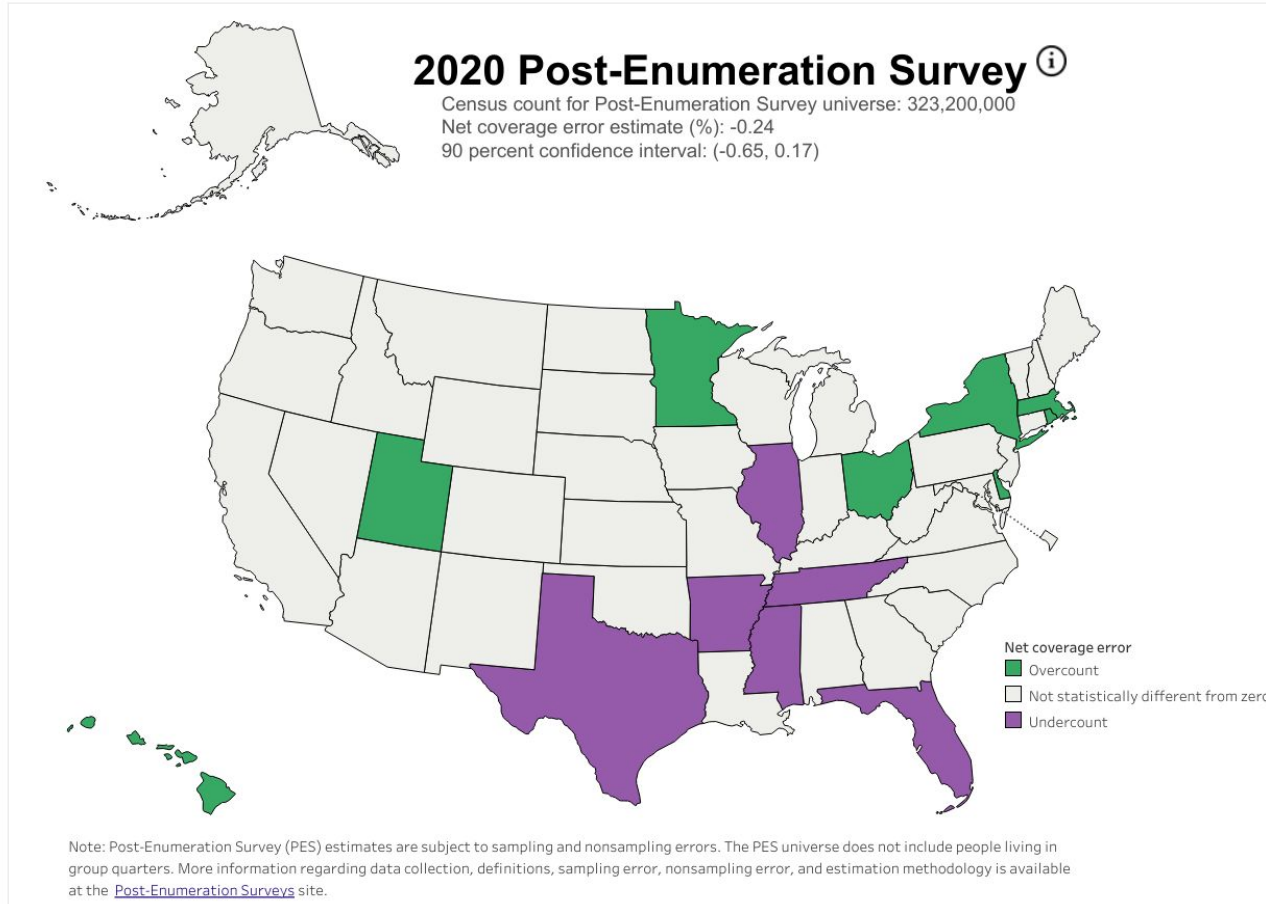 2020 Post-Enumeration Survey
Census count for Post-Enumeration Survey universe: 323,200,000
Net coverage error estimate (%): -0.24
90 percent confidence interval: (-0.65, 0.17)
Net coverage error
Overcount
Not statistically different from zero
Undercount
Note: Post-Enumeration Survey (PES) estimates are subject to sampling and nonsampling errors. The PES universe does not include people living in
group quarters. More information regarding data collection, definitions, sampling error, nonsampling error, and estimation methodology is available
at the Post-Enumeration Surveys site.